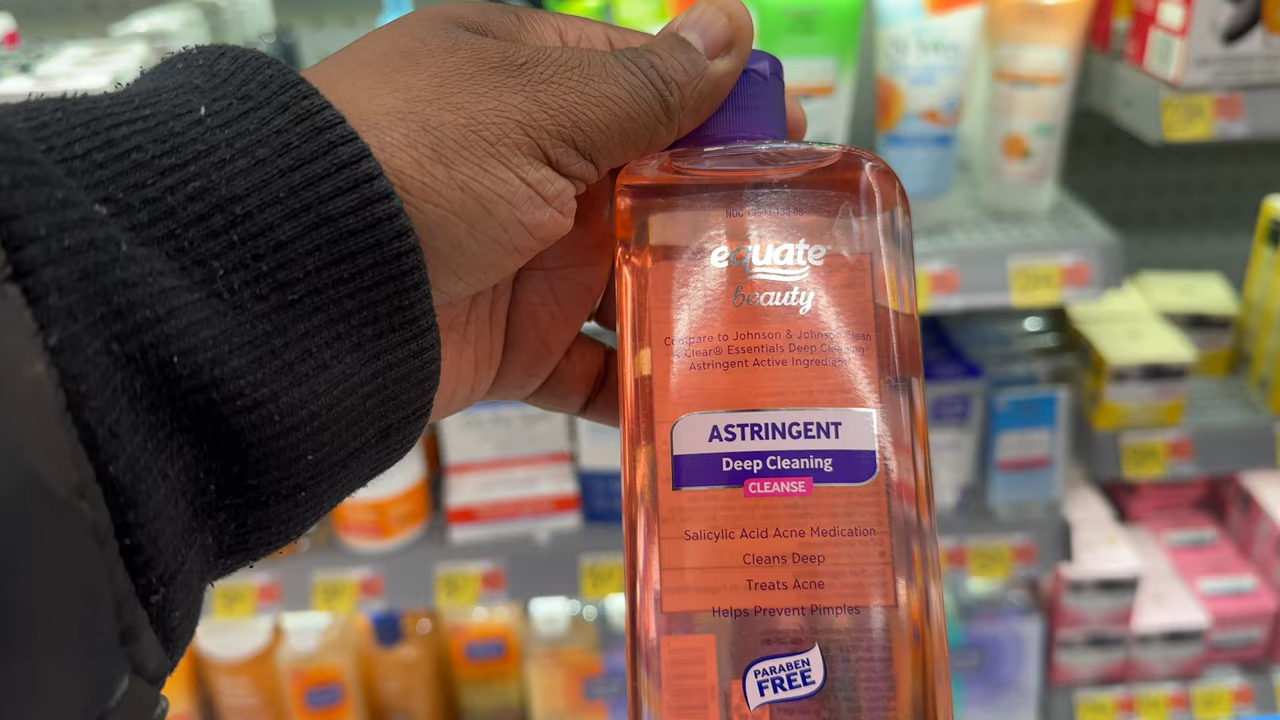 equate
beauty
Compare to Johnson & Johnson Clean
& Clear® Essentials Deep Cleaning
Astringent Active Ingredient
ASTRINGENT
Deep Cleaning
CLEANSE
Salicylic Acid Acne Medication
Cleans Deep
Treats Acne
Helps Prevent Pimples
PARABEN
FREE